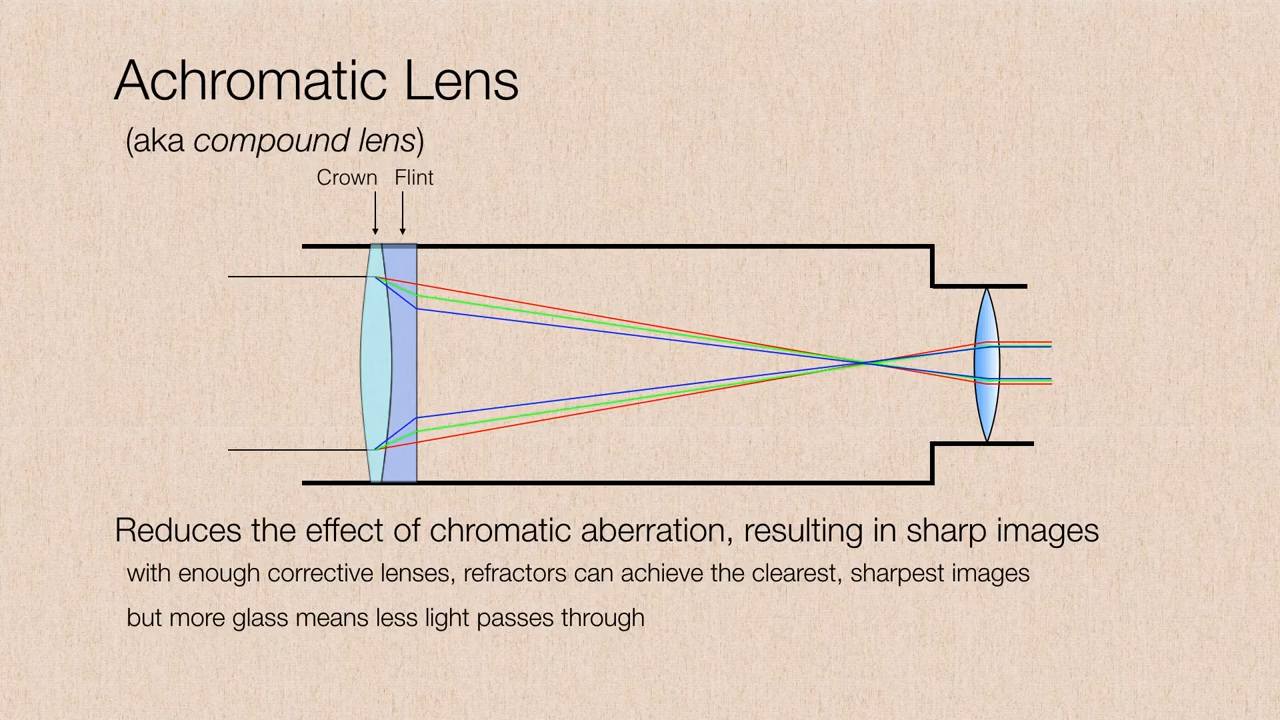 Achromatic Lens
(aka compound lens)
Crown Flint
Reduces the effect of chromatic aberration, resulting in sharp images
with enough corrective lenses, refractors can achieve the clearest, sharpest images
but more glass means less light passes through